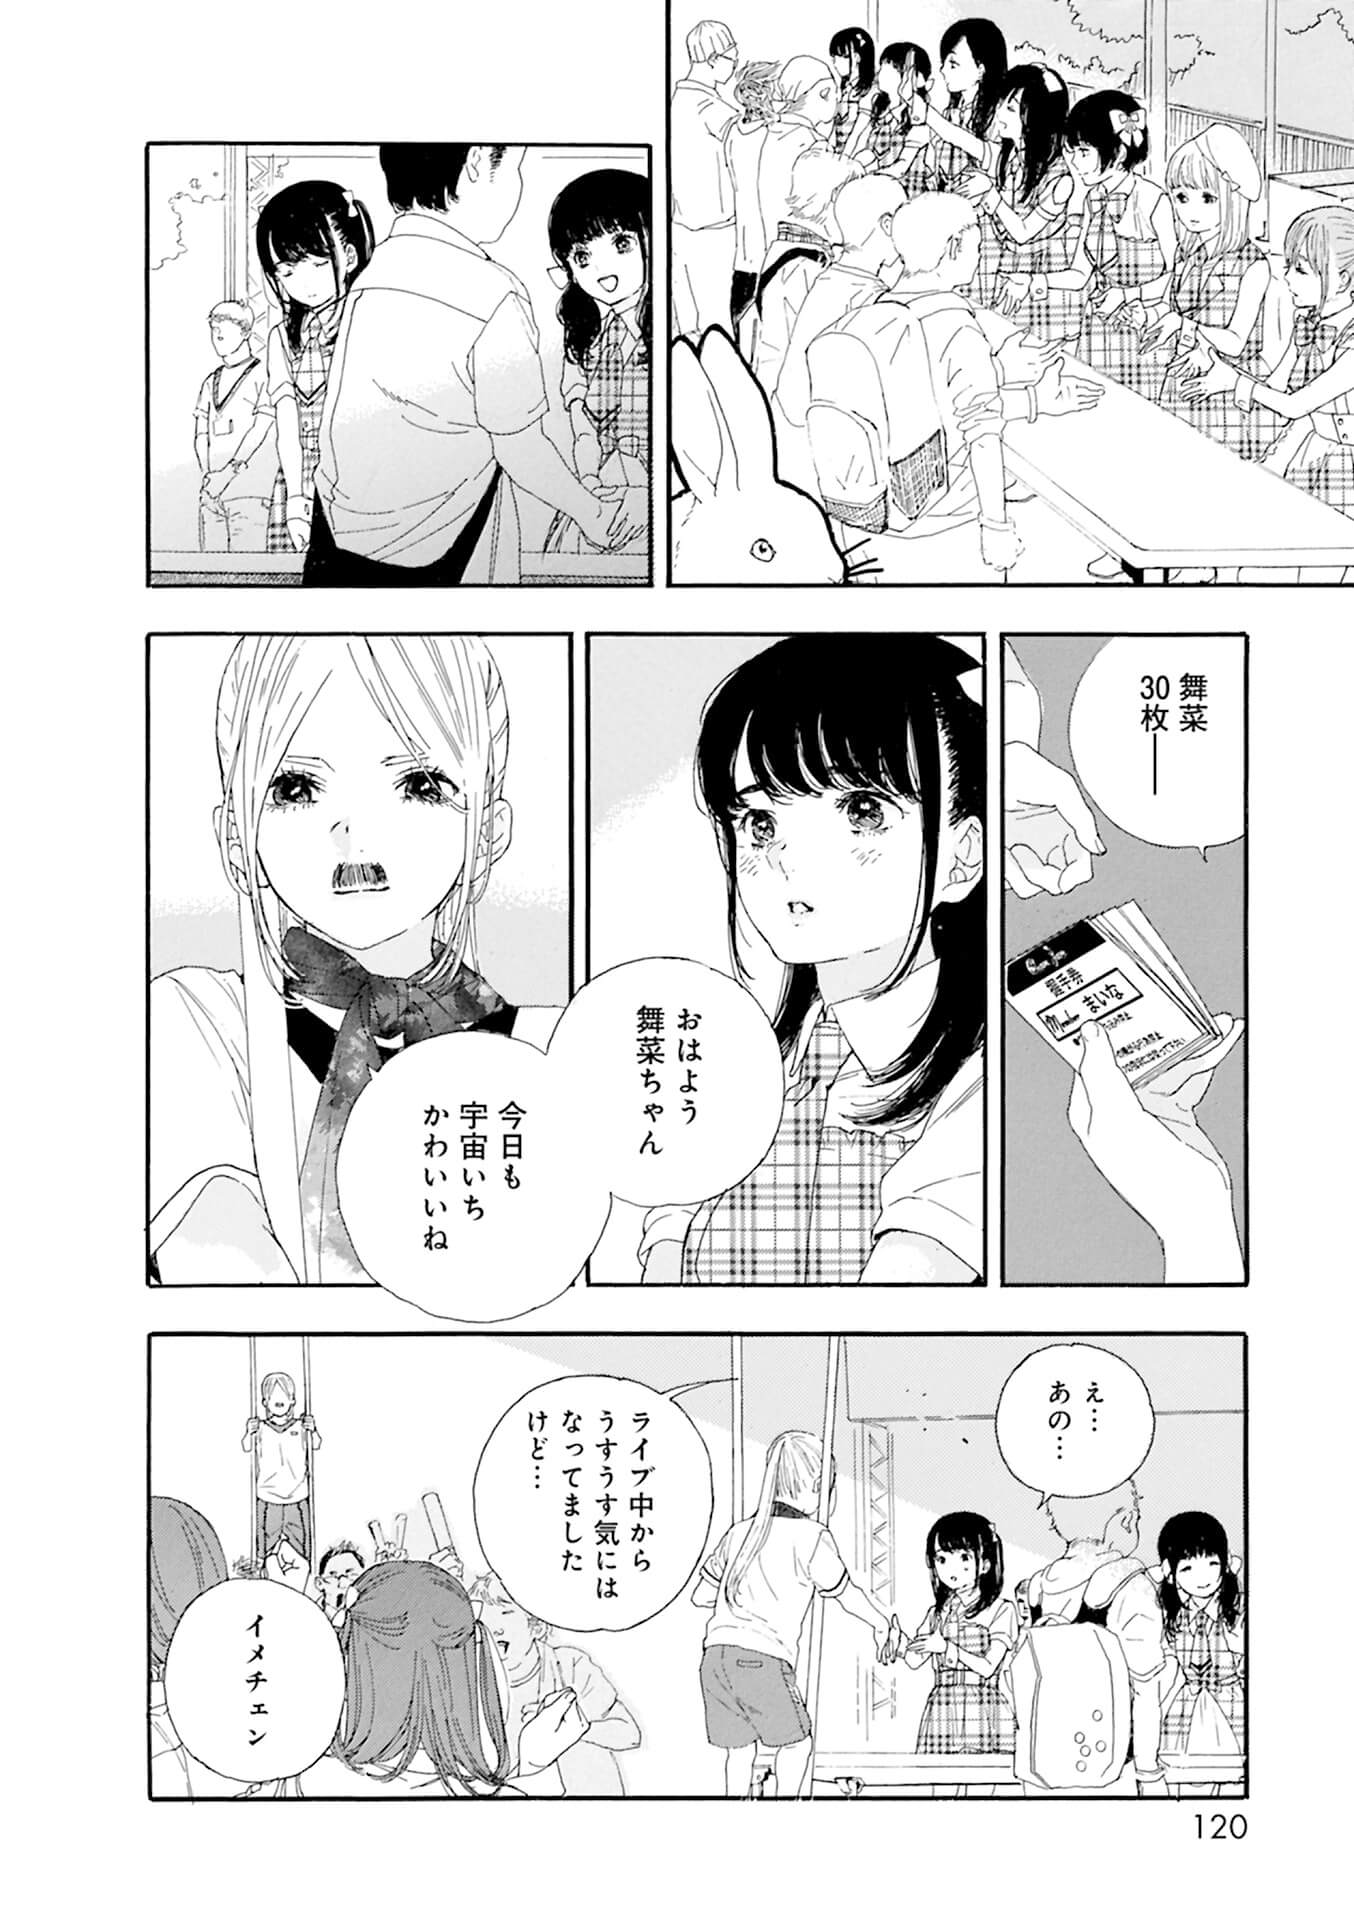 舞菜
30枚―
握手券
Member まいな
おはよう
舞菜ちゃん
今日も
宇宙いち
かわいいね
え…
あの…
ライブ中から
うすうす気には
なってました
けど…
イメチェン
120